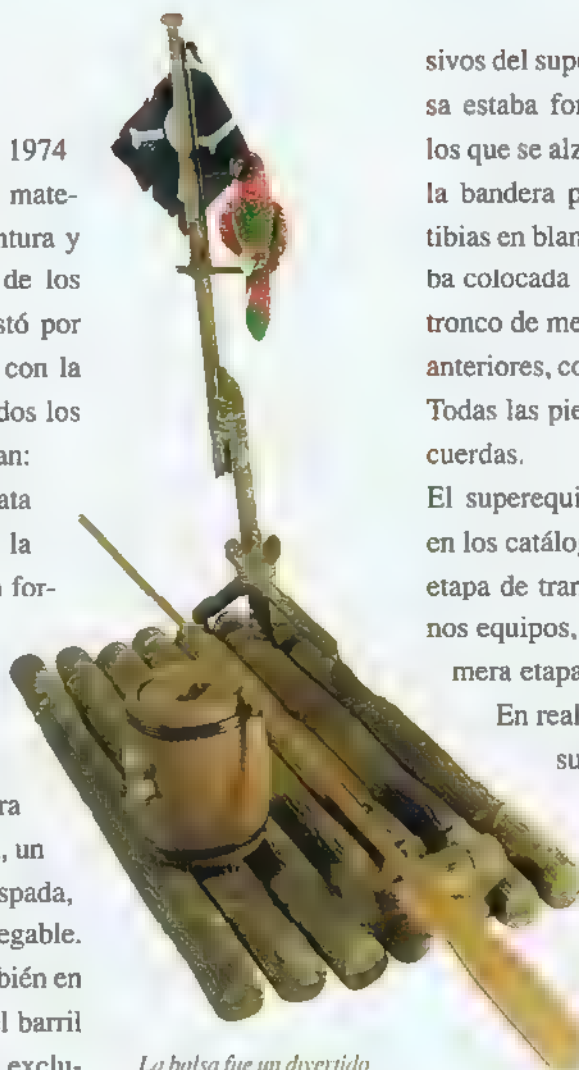 1974
mate-
ntura y
de los
stó por
con la
dos los
an:
ata
la
for-
ra
, un
spada,
egable.
bién en
l barril
exclu-
La balsa fue un divertido
sivos del supe
sa estaba for
los que se alz
la bandera p
tibias en blan
ba colocada
tronco de me
anteriores, co
Todas las pie
cuerdas.
El superequi
en los catálog
etapa de tran
nos equipos,
mera etapa
En real
su